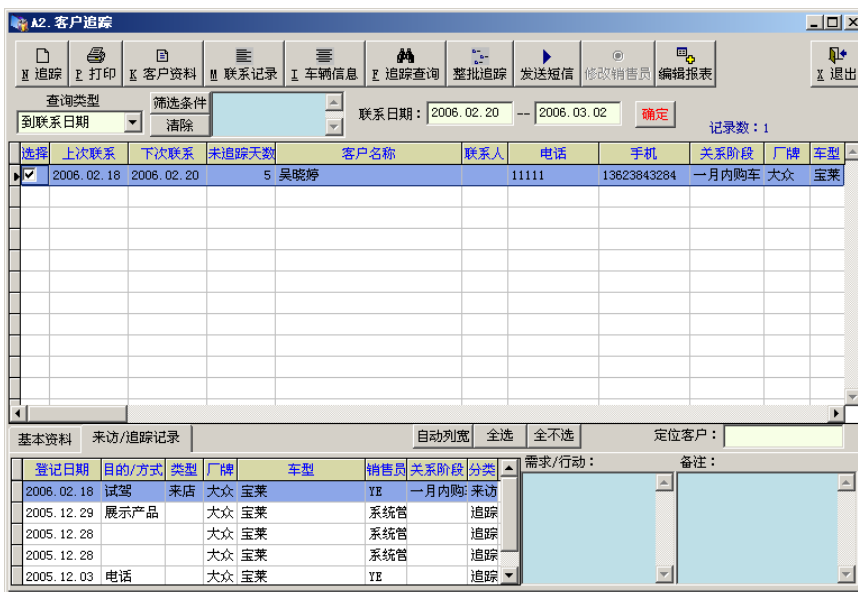 A2. 客户追踪
N 追踪 P 打印 K 客户资料 M 联系记录 I 车辆信息 F 追踪查询 整批追踪 发送短信 修改销售员 编辑报表 X 退出
查询类型 筛选条件
到联系日期 清除 联系日期: 2006.02.20 -- 2006.03.02 确定 记录数:1
选择 上次联系 下次联系 未追踪天数 客户名称 联系人 电话 手机 关系阶段 厂牌 车型
2006.02.18 2006.02.20 5 吴晓婷 11111 13623843284 一月内购车 大众 宝莱
基本资料 来访/追踪记录 自动列宽 全选 全不选 定位客户:
登记日期 目的/方式 类型 厂牌 车型 销售员 关系阶段 分类 需求/行动: 备注:
2006.02.18 试驾 来店 大众 宝莱 YE 一月内购 来访
2005.12.29 展示产品 大众 宝莱 系统管 追踪
2005.12.28 大众 宝莱 系统管 追踪
2005.12.28 大众 宝莱 系统管 追踪
2005.12.03 电话 大众 宝莱 YE 追踪